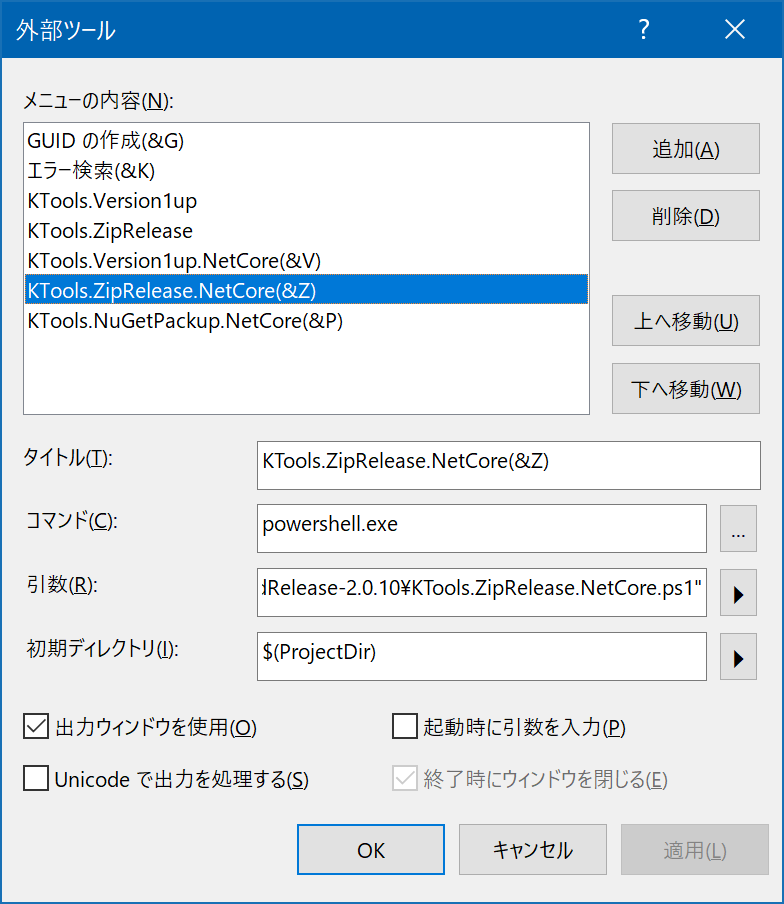 外部ツール
?
メニューの内容(N):
GUID の作成(&G)
エラー検索(&K)
KTools.Version1up
KTools.ZipRelease
KTools.Version1up.NetCore(&V)
KTools.ZipRelease.NetCore(&Z)
KTools.NuGetPackup.NetCore(&P)
追加(A)
削除(D)
上へ移動(U)
下へ移動(W)
タイトル(T):
KTools.ZipRelease.NetCore(&Z)
コマンド(C):
powershell.exe
...
引数(R):
dRelease-2.0.10¥KTools.ZipRelease.NetCore.ps1"
初期ディレクトリ(I):
$(ProjectDir)
出力ウィンドウを使用(O)
起動時に引数を入力(P)
Unicode で出力を処理する(S)
終了時にウィンドウを閉じる(E)
OK
キャンセル
適用(L)